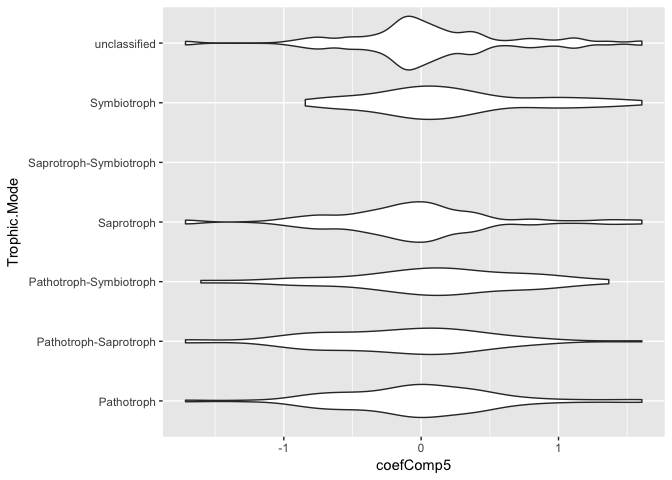 unclassified
Symbiotroph
Saprotroph-Symbiotroph
Saprotroph
Pathotroph-Symbiotroph
Pathotroph-Saprotroph
Pathotroph
Trophic.Mode
-1 0 1
coefComp5